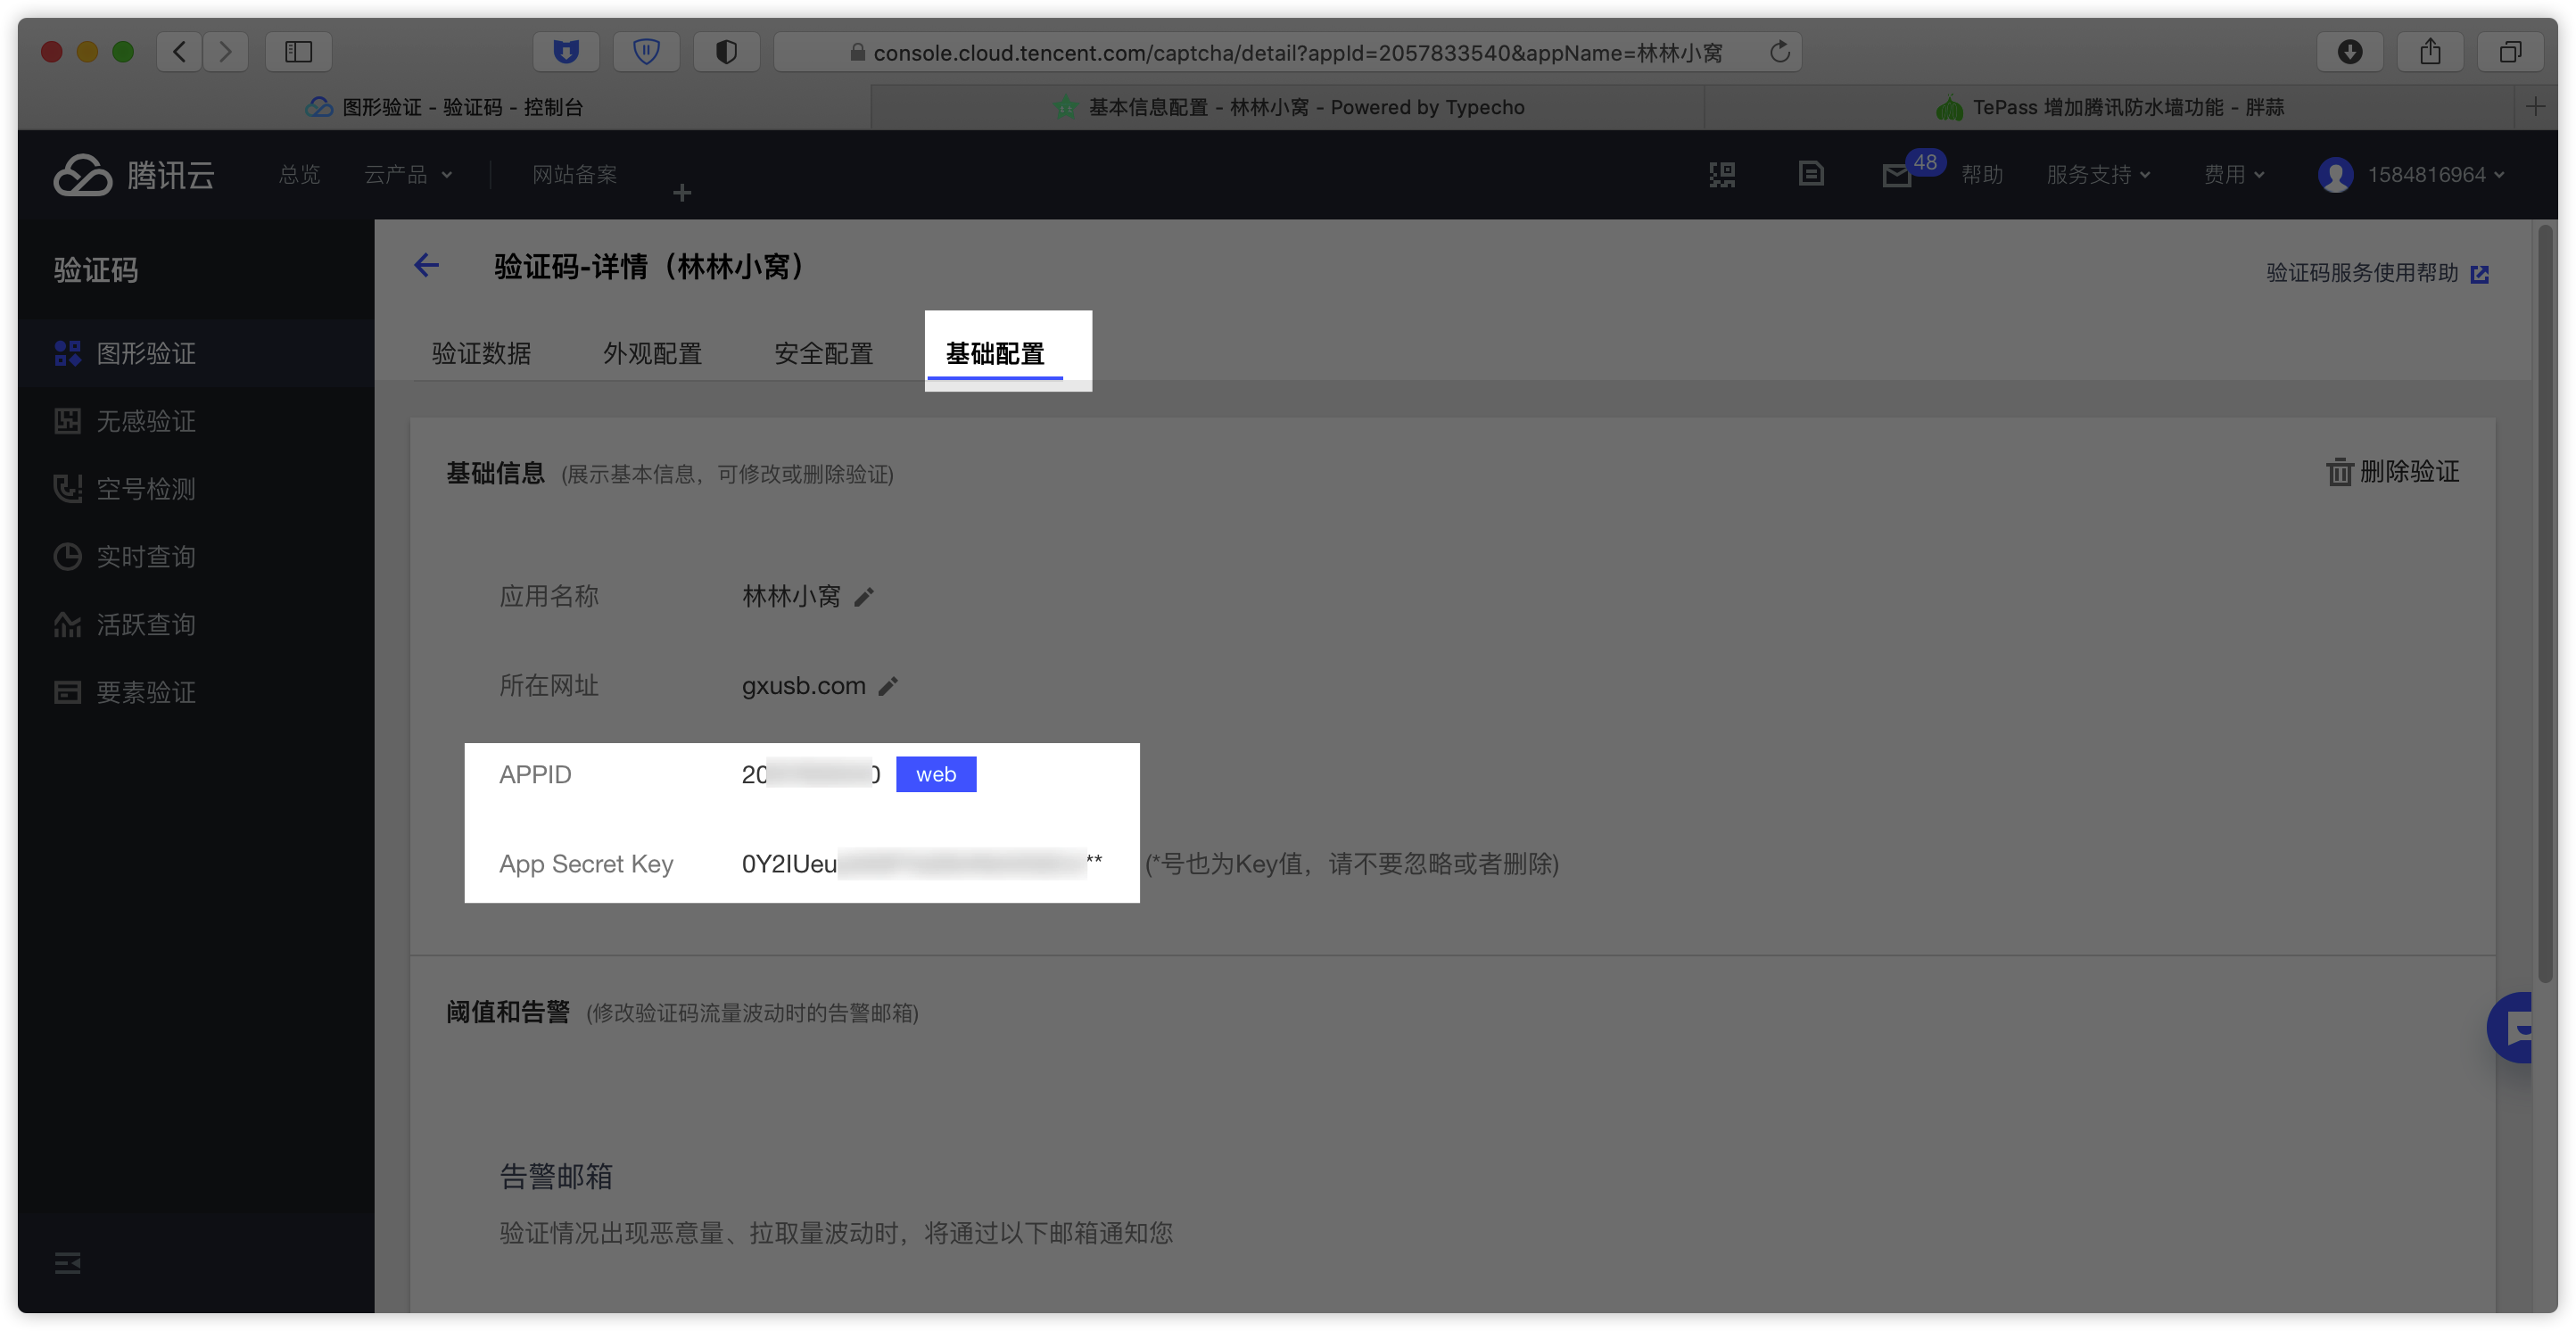 console.cloud.tencent.com/captcha/detail?appId=2057833540&appName=林林小窝
图形验证 - 验证码 - 控制台
基本信息配置 - 林林小窝 - Powered by Typecho
TePass 增加腾讯防水墙功能 - 胖蒜
腾讯云
总览
云产品
网站备案
48
帮助
服务支持
费用
1584816964
验证码
图形验证
无感验证
空号检测
实时查询
活跃查询
要素验证
验证码-详情（林林小窝）
验证码服务使用帮助
验证数据
外观配置
安全配置
基础配置
基础信息 (展示基本信息，可修改或删除验证)
删除验证
应用名称 林林小窝
所在网址 gxusb.com
APPID 20 0 web
App Secret Key 0Y2IUeu ** (*号也为Key值，请不要忽略或者删除)
阈值和告警 (修改验证码流量波动时的告警邮箱)
告警邮箱
验证情况出现恶意量、拉取量波动时，将通过以下邮箱通知您